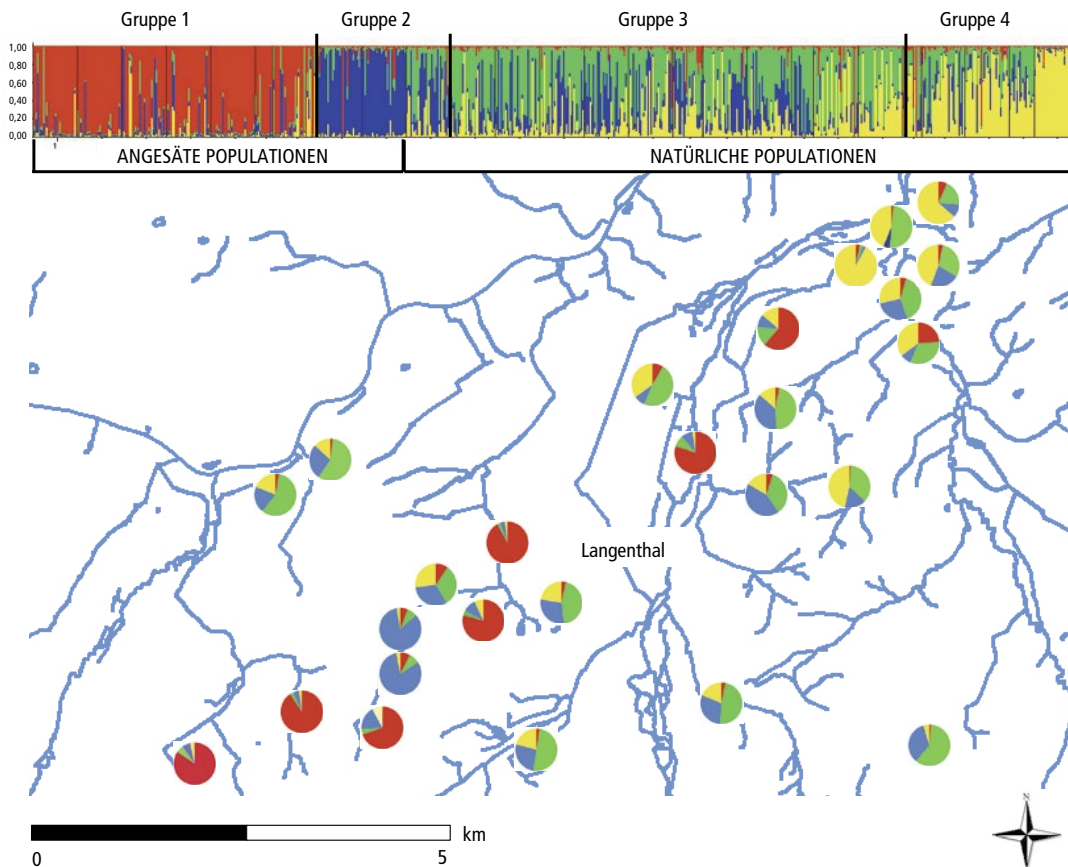 Gruppe 1 Gruppe 2 Gruppe 3 Gruppe 4
1,00
0,80
0,60
0,40
0,20
0,00
1
ANGESÄTE POPULATIONEN NATÜRLICHE POPULATIONEN
Langenthal
N
km
0 5